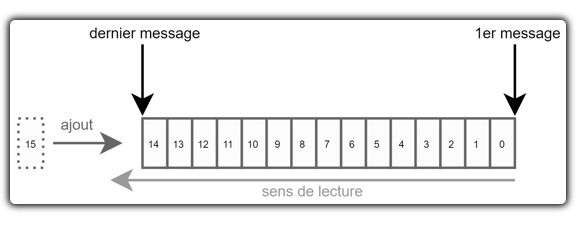 dernier message
1er message
ajout
15
14 13 12 11 10 9 8 7 6 5 4 3 2 1 0
sens de lecture